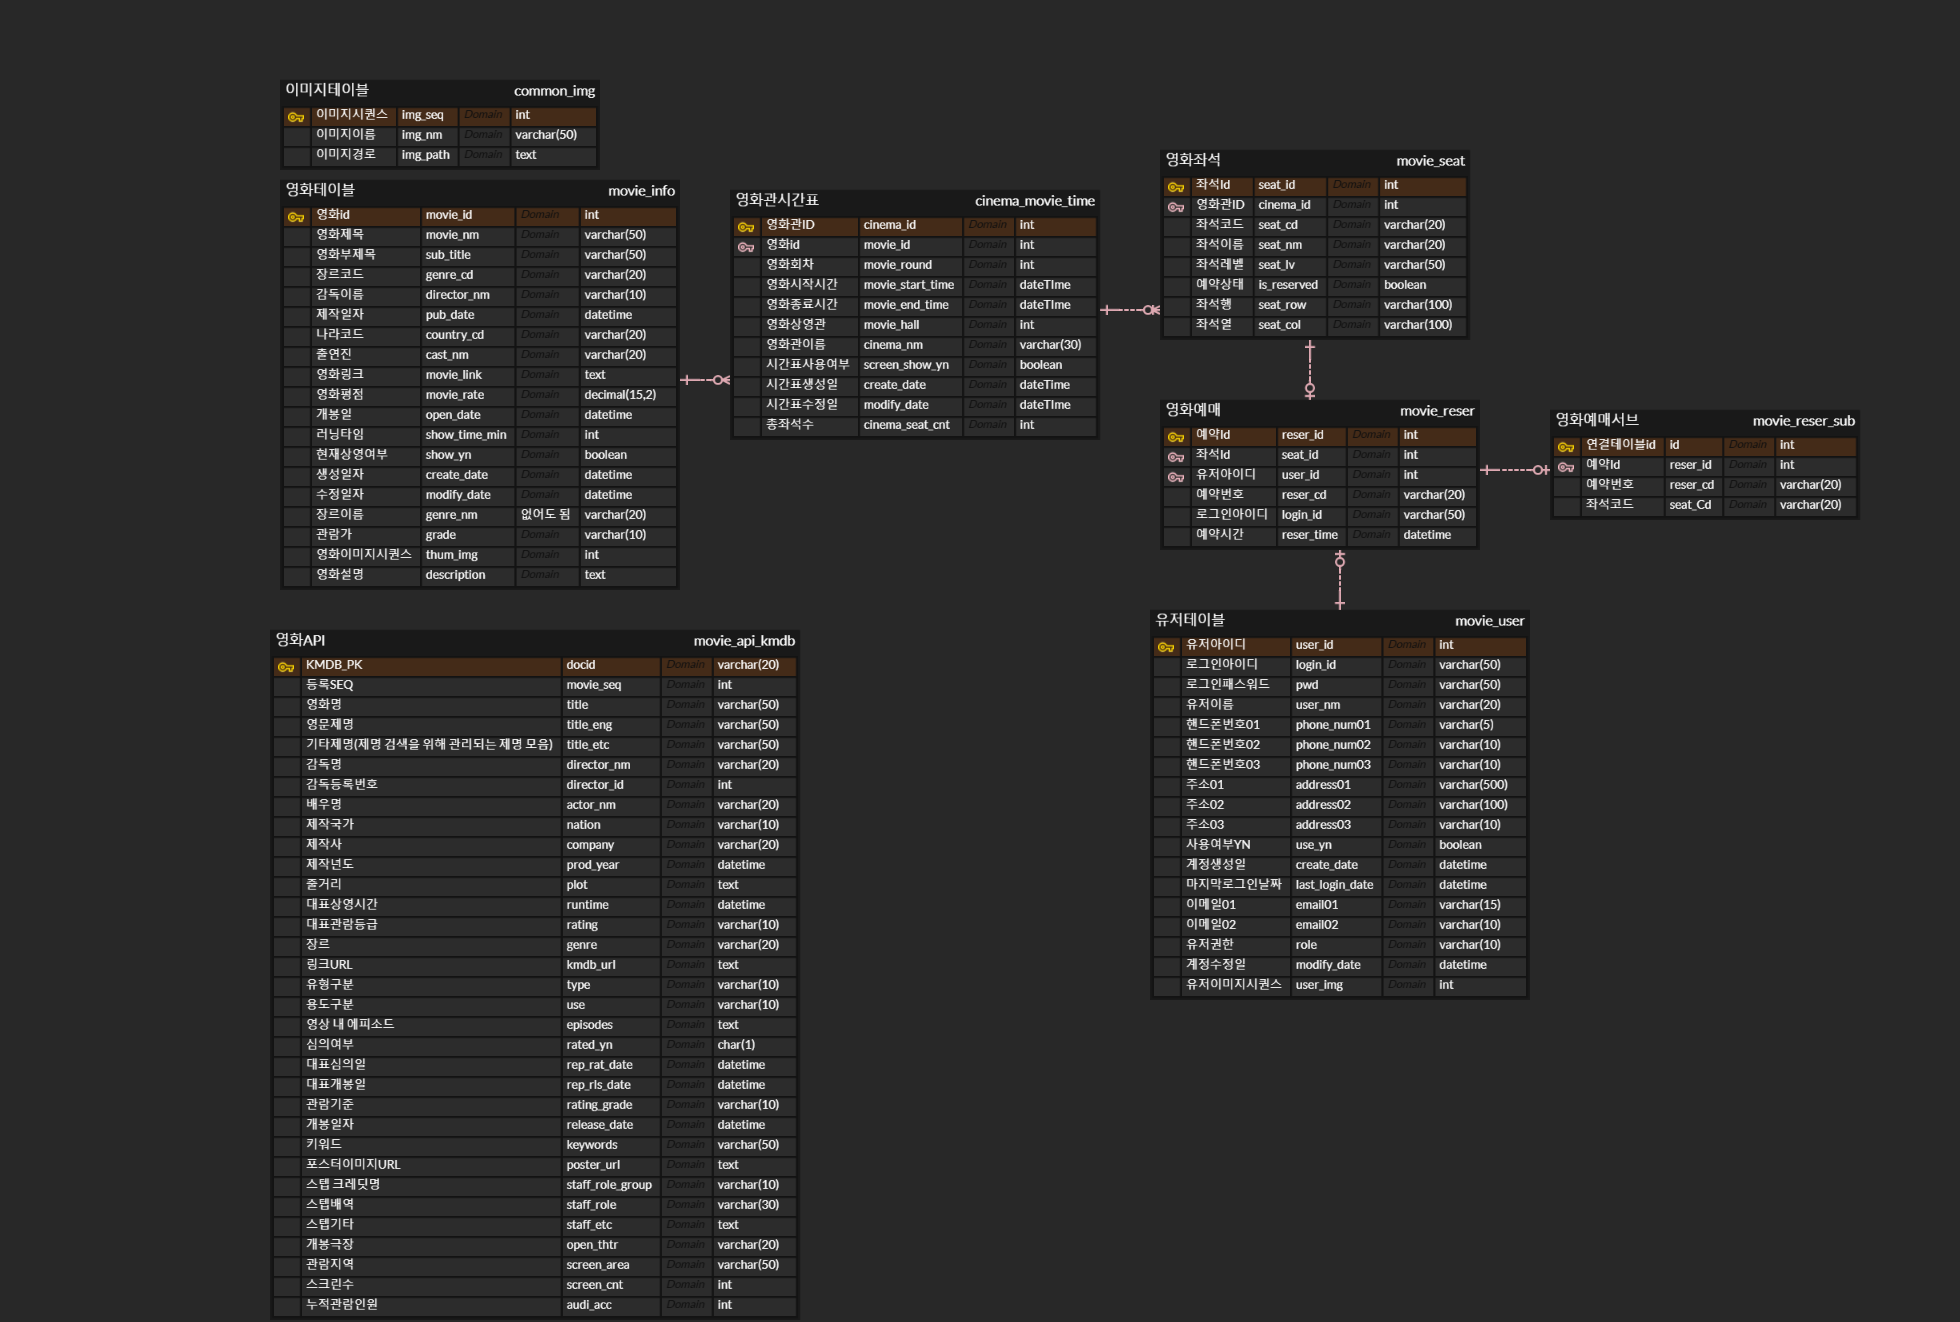 이미지테이블 common_img
이미지시퀀스 img_seq Domain int
이미지이름 img_nm Domain varchar(50)
이미지경로 img_path Domain text
영화테이블 movie_info
영화id movie_id Domain int
영화제목 movie_nm Domain varchar(50)
영화부제목 sub_title Domain varchar(50)
장르코드 genre_cd Domain varchar(20)
감독이름 director_nm Domain varchar(10)
제작일자 pub_date Domain datetime
나라코드 country_cd Domain varchar(20)
출연진 cast_nm Domain varchar(20)
영화링크 movie_link Domain text
영화평점 movie_rate Domain decimal(15,2)
개봉일 open_date Domain datetime
러닝타임 show_time_min Domain int
현재상영여부 show_yn Domain boolean
생성일자 create_date Domain datetime
수정일자 modify_date Domain datetime
장르이름 genre_nm 없어도 됨 varchar(20)
관람가 grade Domain varchar(10)
영화이미지시퀀스 thum_img Domain int
영화설명 description Domain text
영화관시간표 cinema_movie_time
영화관ID cinema_id Domain int
영화id movie_id Domain int
영화회차 movie_round Domain int
영화시작시간 movie_start_time Domain dateTIme
영화종료시간 movie_end_time Domain dateTIme
영화상영관 movie_hall Domain int
영화관이름 cinema_nm Domain varchar(30)
시간표사용여부 screen_show_yn Domain boolean
시간표생성일 create_date Domain dateTime
시간표수정일 modify_date Domain dateTIme
총좌석수 cinema_seat_cnt Domain int
영화좌석 movie_seat
좌석Id seat_id Domain int
영화관ID cinema_id Domain int
좌석코드 seat_cd Domain varchar(20)
좌석이름 seat_nm Domain varchar(20)
좌석레벨 seat_lv Domain varchar(50)
예약상태 is_reserved Domain boolean
좌석행 seat_row Domain varchar(100)
좌석열 seat_col Domain varchar(100)
영화예매 movie_reser
예약Id reser_id Domain int
좌석Id seat_id Domain int
유저아이디 user_id Domain int
예약번호 reser_cd Domain varchar(20)
로그인아이디 login_id Domain varchar(50)
예약시간 reser_time Domain datetime
영화예매서브 movie_reser_sub
연결테이블id id Domain int
예약Id reser_id Domain int
예약번호 reser_cd Domain varchar(20)
좌석코드 seat_Cd Domain varchar(20)
유저테이블 movie_user
유저아이디 user_id Domain int
로그인아이디 login_id Domain varchar(50)
로그인패스워드 pwd Domain varchar(50)
유저이름 user_nm Domain varchar(20)
핸드폰번호01 phone_num01 Domain varchar(5)
핸드폰번호02 phone_num02 Domain varchar(10)
핸드폰번호03 phone_num03 Domain varchar(10)
주소01 address01 Domain varchar(500)
주소02 address02 Domain varchar(100)
주소03 address03 Domain varchar(10)
사용여부YN use_yn Domain boolean
계정생성일 create_date Domain datetime
마지막로그인날짜 last_login_date Domain datetime
이메일01 email01 Domain varchar(15)
이메일02 email02 Domain varchar(10)
유저권한 role Domain varchar(10)
계정수정일 modify_date Domain datetime
유저이미지시퀀스 user_img Domain int
영화API movie_api_kmdb
KMDB_PK docid Domain varchar(20)
등록SEQ movie_seq Domain int
영화명 title Domain varchar(50)
영문제명 title_eng Domain varchar(50)
기타제명(제명 검색을 위해 관리되는 제명 모음) title_etc Domain varchar(50)
감독명 director_nm Domain varchar(20)
감독등록번호 director_id Domain int
배우명 actor_nm Domain varchar(20)
제작국가 nation Domain varchar(10)
제작사 company Domain varchar(20)
제작년도 prod_year Domain datetime
줄거리 plot Domain text
대표상영시간 runtime Domain datetime
대표관람등급 rating Domain varchar(10)
장르 genre Domain varchar(20)
링크URL kmdb_url Domain text
유형구분 type Domain varchar(10)
용도구분 use Domain varchar(10)
영상 내 에피소드 episodes Domain text
심의여부 rated_yn Domain char(1)
대표심의일 rep_rat_date Domain datetime
대표개봉일 rep_rls_date Domain datetime
관람기준 rating_grade Domain varchar(10)
개봉일자 release_date Domain datetime
키워드 keywords Domain varchar(50)
포스터이미지URL poster_url Domain text
스텝 크레딧명 staff_role_group Domain varchar(10)
스텝배역 staff_role Domain varchar(30)
스텝기타 staff_etc Domain text
개봉극장 open_thtr Domain varchar(20)
관람지역 screen_area Domain varchar(50)
스크린수 screen_cnt Domain int
누적관람인원 audi_acc Domain int